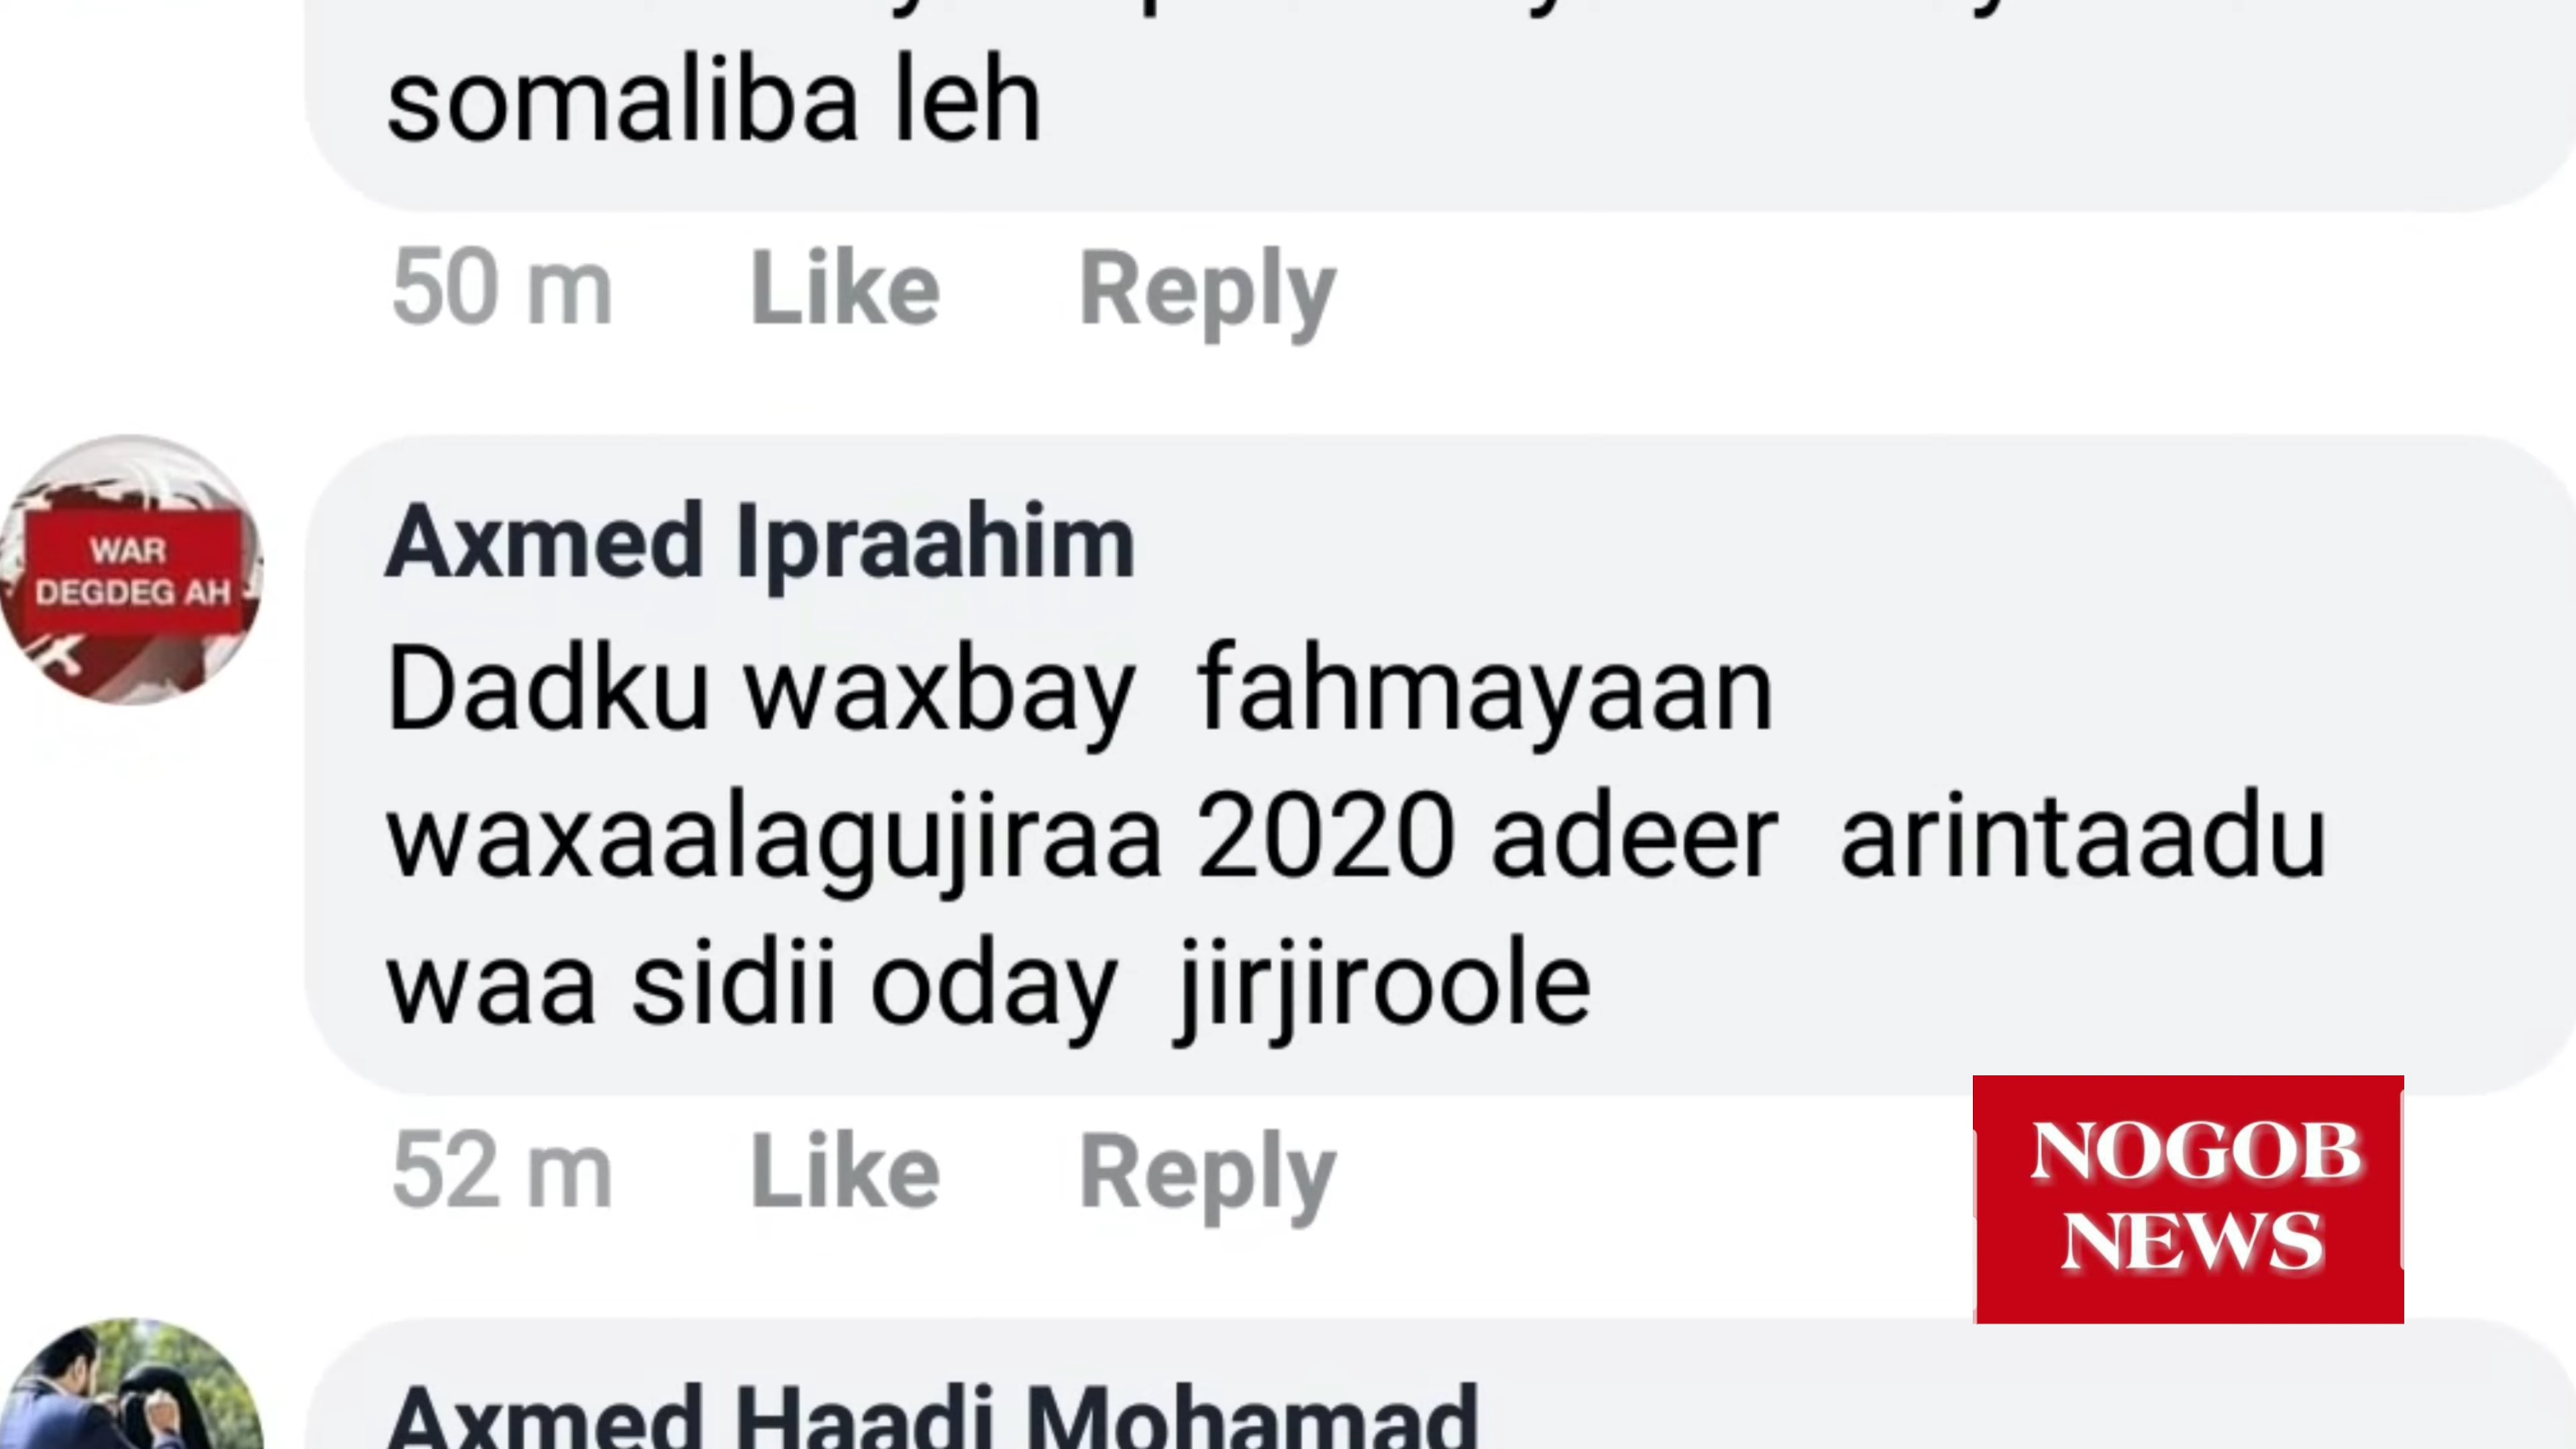 somaliba leh
50 m Like Reply
WAR
DEGDEG AH
Axmed Ipraahim
Dadku waxbay fahmayaan
waxaalagujiraa 2020 adeer arintaadu
waa sidii oday jirjiroole
52 m Like Reply
NOGOB
NEWS
Axmed Haadi Mohamad